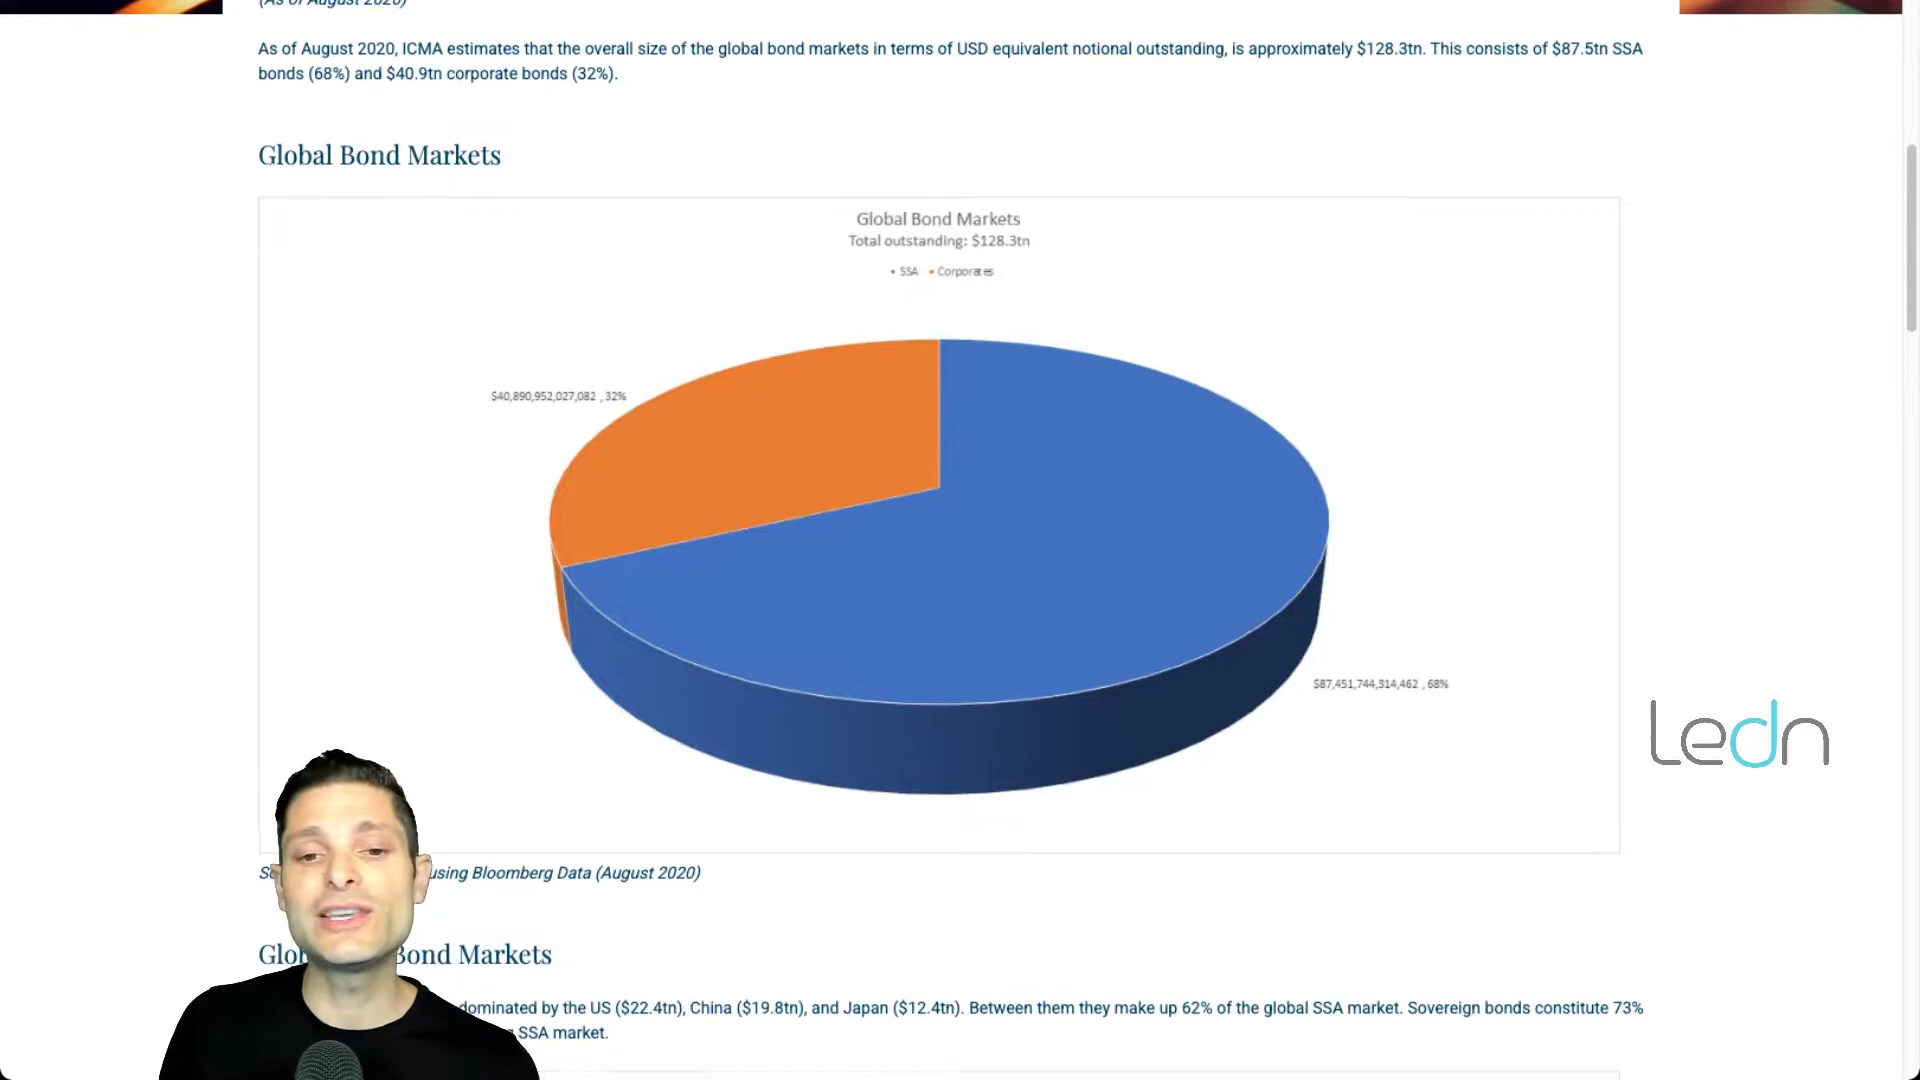 (As of August 2020)
As of August 2020, ICMA estimates that the overall size of the global bond markets in terms of USD equivalent notional outstanding, is approximately $128.3tn. This consists of $87.5tn SSA
bonds (68%) and $40.9tn corporate bonds (32%).
Global Bond Markets
Global Bond Markets
Total outstanding: $128.3tn
• SSA • Corporates
$40,890,952,027,082 , 32%
$87,451,744,314,462 , 68%
ledn
using Bloomberg Data (August 2020)
Bond Markets
dominated by the US ($22.4tn), China ($19.8tn), and Japan ($12.4tn). Between them they make up 62% of the global SSA market. Sovereign bonds constitute 73%
SSA market.